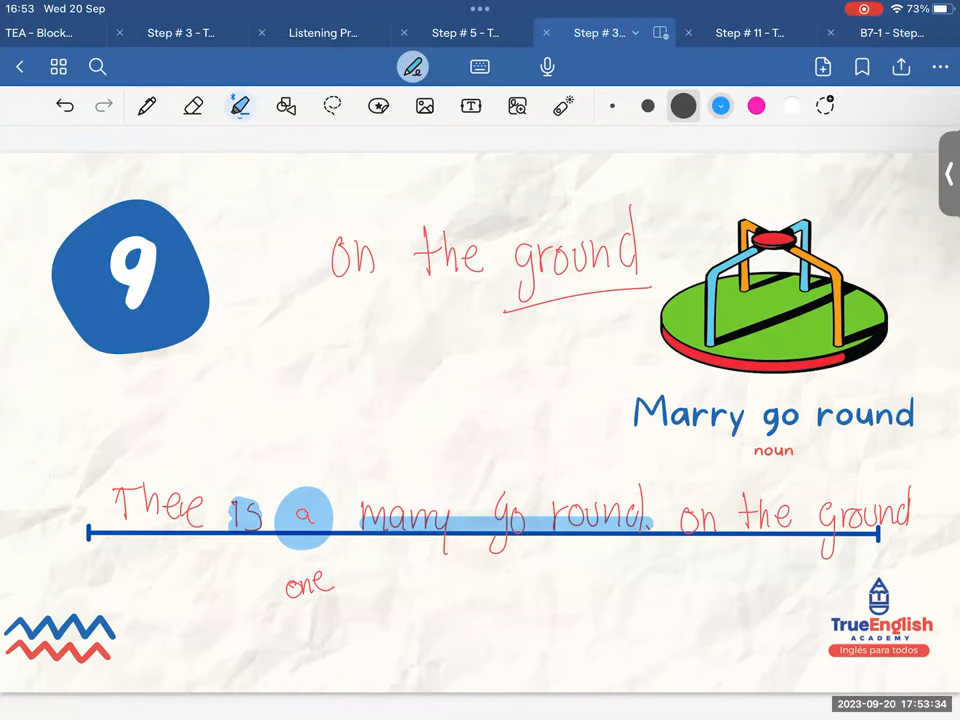 16:53 Wed 20 Sep
73%
TEA - Block... Step # 3 - T... Listening Pr... Step # 5 - T... Step # 3... Step # 11 - T... B7-1 - Step...
T
9
on the ground
Marry go round
noun
There is a marry go round. on the ground
one
TrueEnglish
ACADEMY
Inglés para todos
2023-09-20 17:53:34